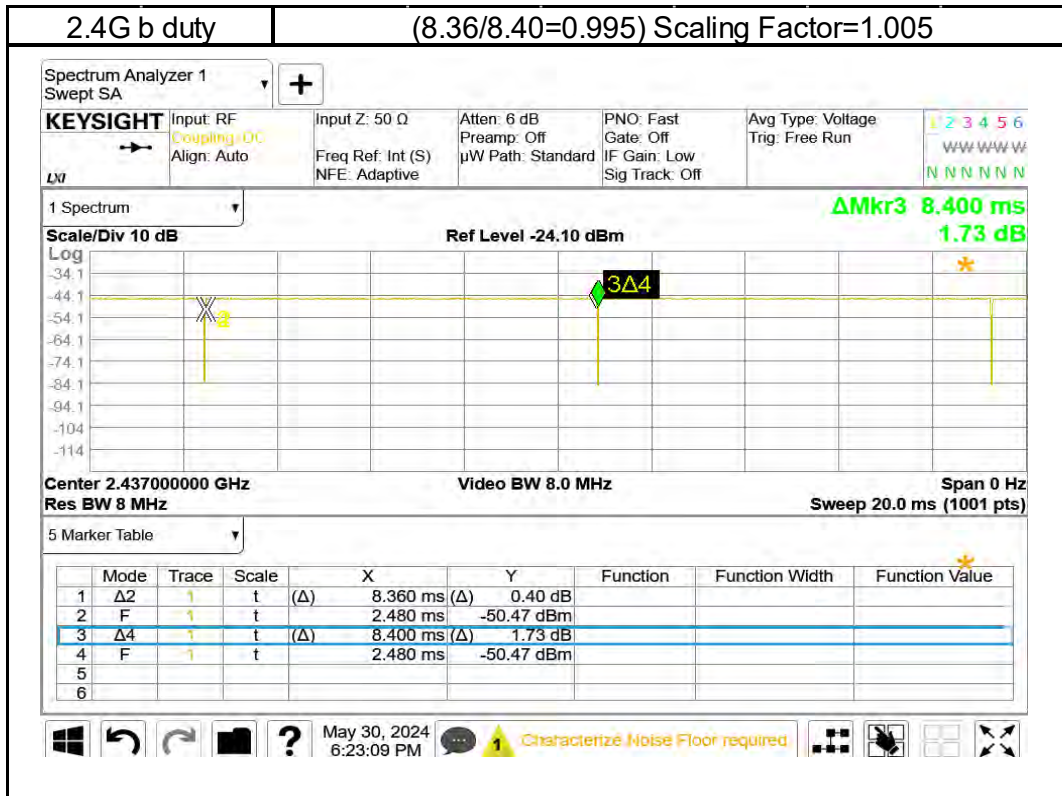 2.4G b duty (8.36/8.40=0.995) Scaling Factor=1.005
Spectrum Analyzer 1
Swept SA
+
KEYSIGHT Input: RF Input Z: 50 Ω Atten: 6 dB PNO: Fast Avg Type: Voltage 1 2 3 4 5 6
Coupling: DC Preamp: Off Gate: Off Trig: Free Run W W W W W
Align: Auto Freq Ref: Int (S) µW Path: Standard IF Gain: Low
LXI NFE: Adaptive Sig Track: Off N N N N N N
1 Spectrum ΔMkr3 8.400 ms
Scale/Div 10 dB Ref Level -24.10 dBm 1.73 dB
Log
-34.1
3Δ4
-44.1
-54.1
-64.1
-74.1
-84.1
-94.1
-104
-114
Center 2.437000000 GHz Video BW 8.0 MHz Span 0 Hz
Res BW 8 MHz Sweep 20.0 ms (1001 pts)
5 Marker Table
Mode Trace Scale X Y Function Function Width Function Value
1 Δ2 1 t (Δ) 8.360 ms (Δ) 0.40 dB
2 F 1 t 2.480 ms -50.47 dBm
3 Δ4 1 t (Δ) 8.400 ms (Δ) 1.73 dB
4 F 1 t 2.480 ms -50.47 dBm
5
6
? May 30, 2024 1 Characterize Noise Floor required
6:23:09 PM